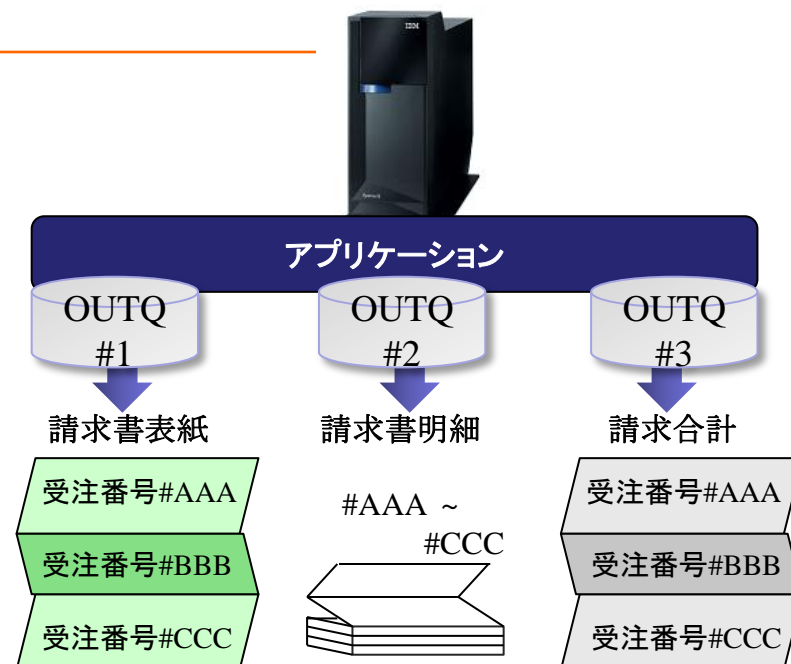 IBM
アプリケーション
OUTQ
#1
OUTQ
#2
OUTQ
#3
請求書表紙
請求書明細
請求合計
受注番号#AAA
受注番号#BBB
受注番号#CCC
#AAA ~
#CCC
受注番号#AAA
受注番号#BBB
受注番号#CCC